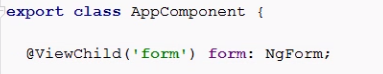 export class AppComponent {
@ViewChild('form') form: NgForm;